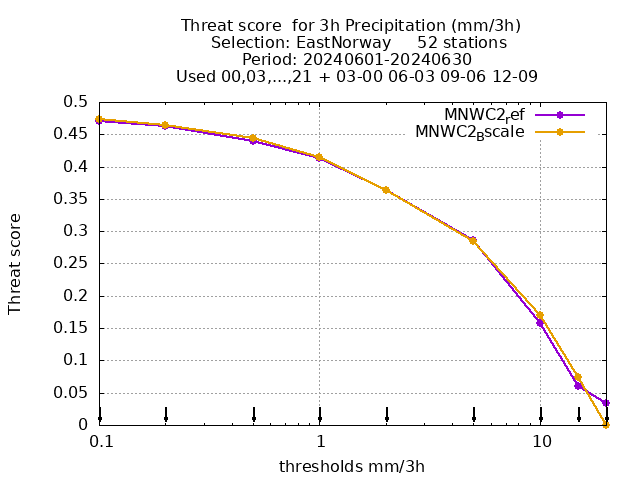 Threat score  for 3h Precipitation (mm/3h)
Selection: EastNorway     52 stations
Period: 20240601-20240630
Used 00,03,...,21 + 03-00 06-03 09-06 12-09
MNWC2_ref
MNWC2_Bscale
0.5
0.45
0.4
0.35
0.3
0.25
0.2
0.15
0.1
0.05
0
Threat score
0.1 1 10
thresholds mm/3h